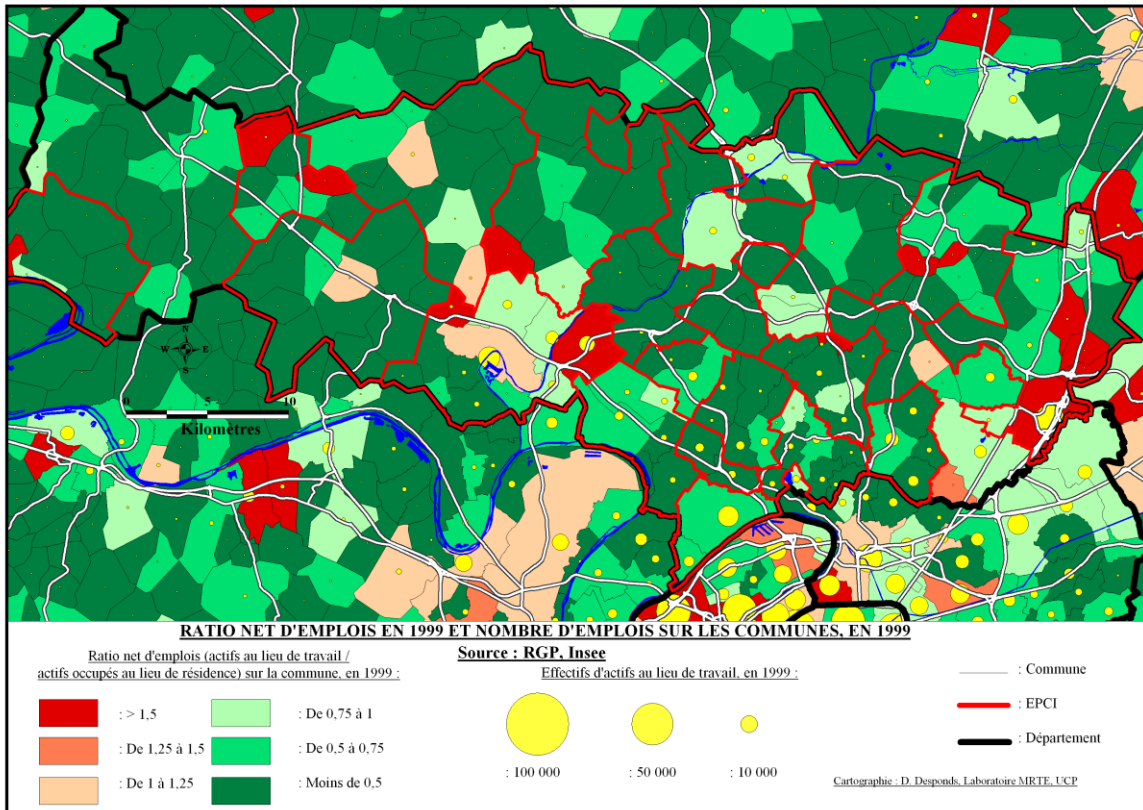 N
W E
S
0 5 10
Kilomètres
RATIO NET D'EMPLOIS EN 1999 ET NOMBRE D'EMPLOIS SUR LES COMMUNES, EN 1999
Source : RGP, Insee
Ratio net d'emplois (actifs au lieu de travail /
actifs occupés au lieu de résidence) sur la commune, en 1999 :
: > 1,5
: De 1,25 à 1,5
: De 1 à 1,25
: De 0,75 à 1
: De 0,5 à 0,75
: Moins de 0,5
Effectifs d'actifs au lieu de travail, en 1999 :
: 100 000
: 50 000
: 10 000
: Commune
: EPCI
: Département
Cartographie : D. Desponds, Laboratoire MRTE, UCP